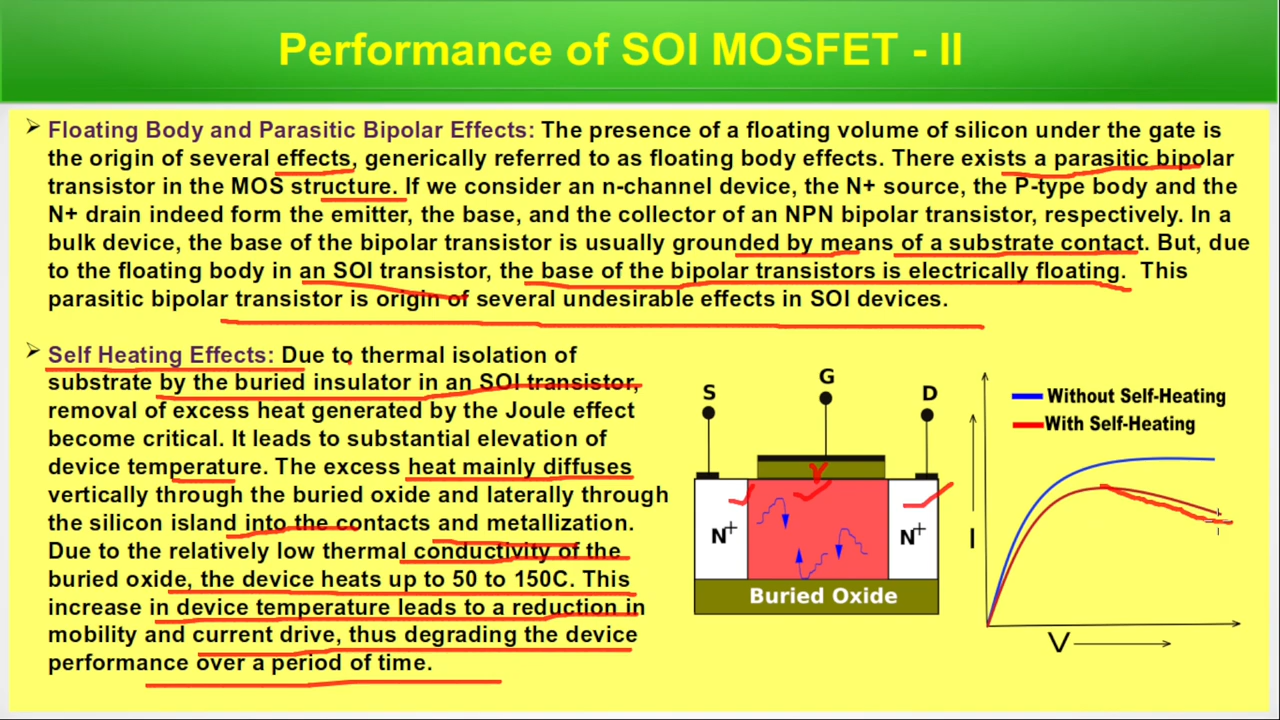 Performance of SOI MOSFET - II
Floating Body and Parasitic Bipolar Effects: The presence of a floating volume of silicon under the gate is
the origin of several effects, generically referred to as floating body effects. There exists a parasitic bipolar
transistor in the MOS structure. If we consider an n-channel device, the N+ source, the P-type body and the
N+ drain indeed form the emitter, the base, and the collector of an NPN bipolar transistor, respectively. In a
bulk device, the base of the bipolar transistor is usually grounded by means of a substrate contact. But, due
to the floating body in an SOI transistor, the base of the bipolar transistors is electrically floating. This
parasitic bipolar transistor is origin of several undesirable effects in SOI devices.
Self Heating Effects: Due to thermal isolation of
substrate by the buried insulator in an SOI transistor,
removal of excess heat generated by the Joule effect
become critical. It leads to substantial elevation of
device temperature. The excess heat mainly diffuses
vertically through the buried oxide and laterally through
the silicon island into the contacts and metallization.
Due to the relatively low thermal conductivity of the
buried oxide, the device heats up to 50 to 150C. This
increase in device temperature leads to a reduction in
mobility and current drive, thus degrading the device
performance over a period of time.
S
G
D
N+
N+
Buried Oxide
Without Self-Heating
With Self-Heating
I
V